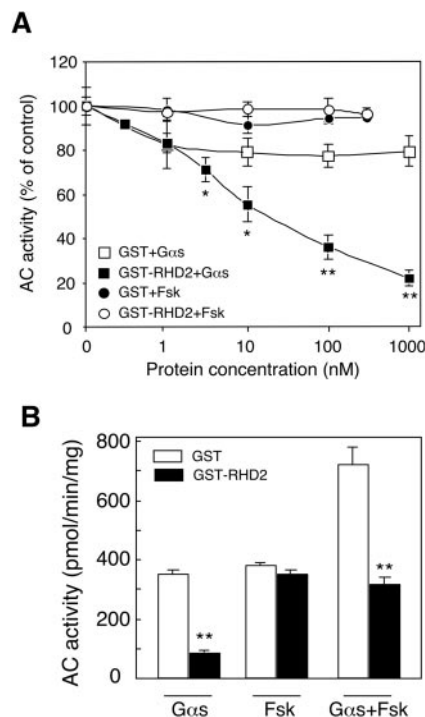 A
AC activity (% of control)
120
100
80
60
40
20
0
*
*
**
**
GST+Gαs
GST-RHD2+Gαs
GST+Fsk
GST-RHD2+Fsk
0 1 10 100 1000
Protein concentration (nM)
B
AC activity (pmol/min/mg)
800
600
400
200
0
GST
GST-RHD2
**
**
Gαs Fsk Gαs+Fsk